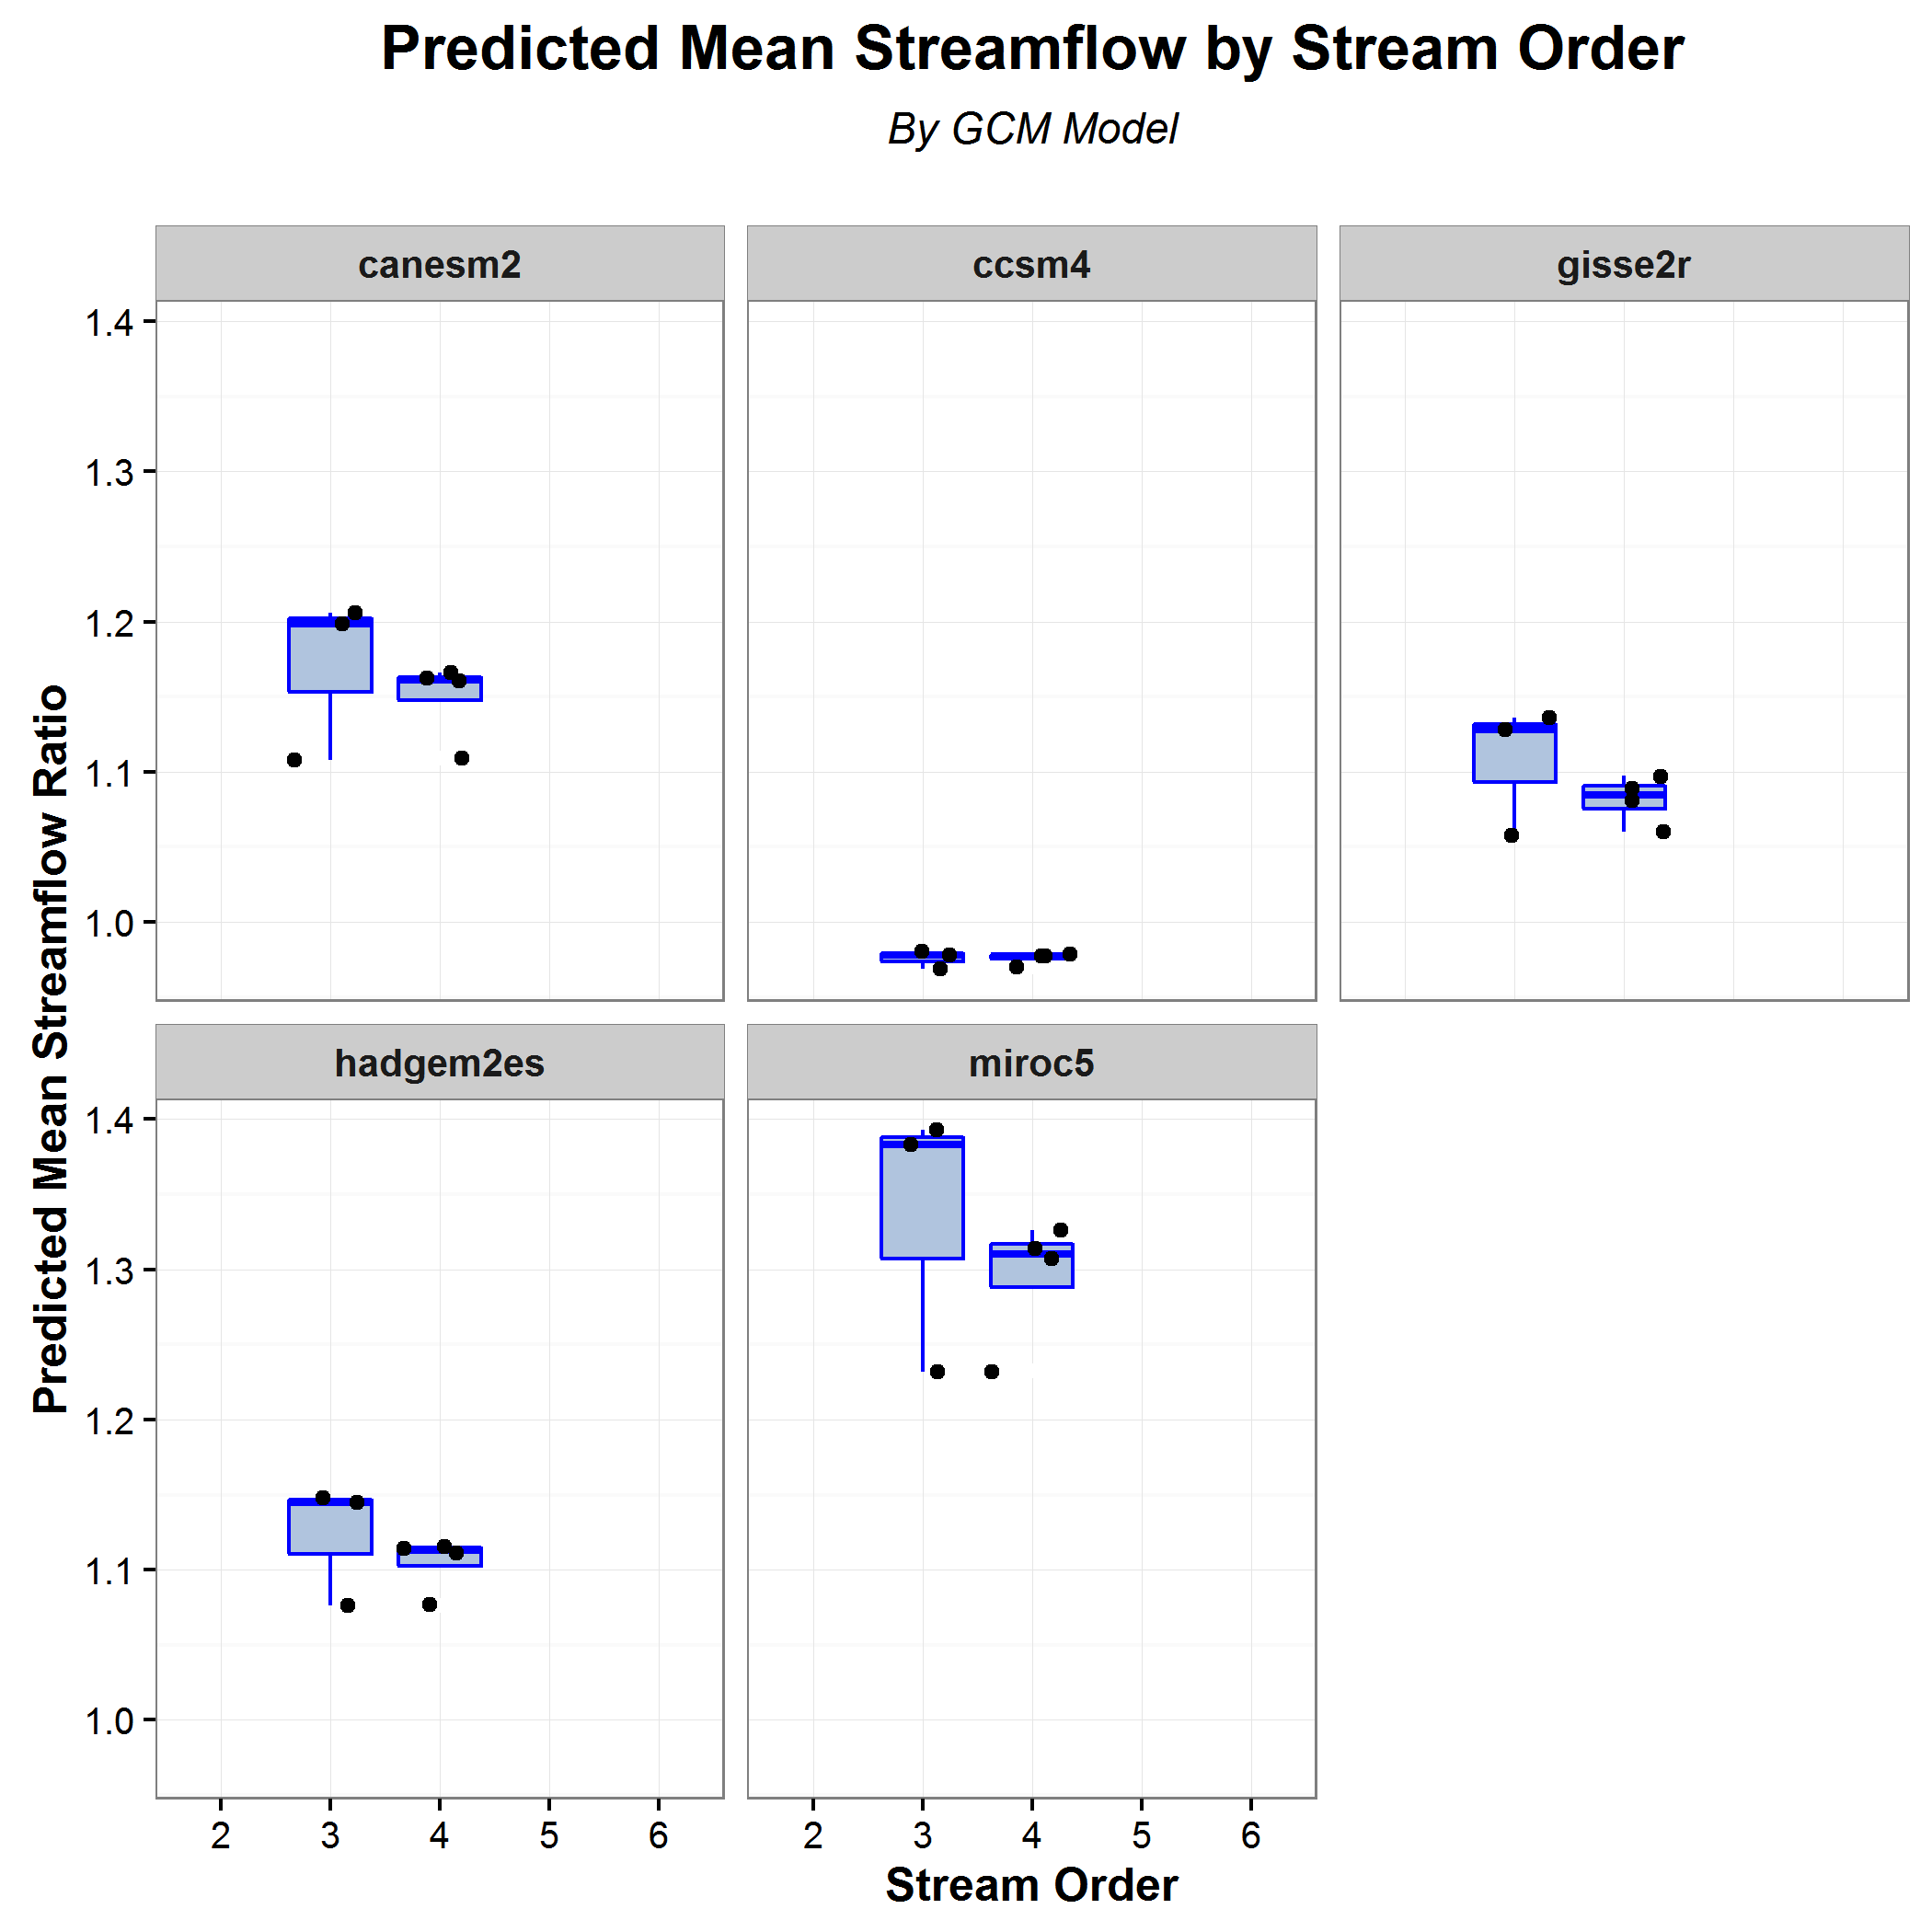 Predicted Mean Streamflow by Stream Order
By GCM Model
canesm2
ccsm4
gisse2r
1.4
1.3
1.2
1.1
1.0
Predicted Mean Streamflow Ratio
hadgem2es
miroc5
1.4
1.3
1.2
1.1
1.0
2 3 4 5 6
2 3 4 5 6
Stream Order